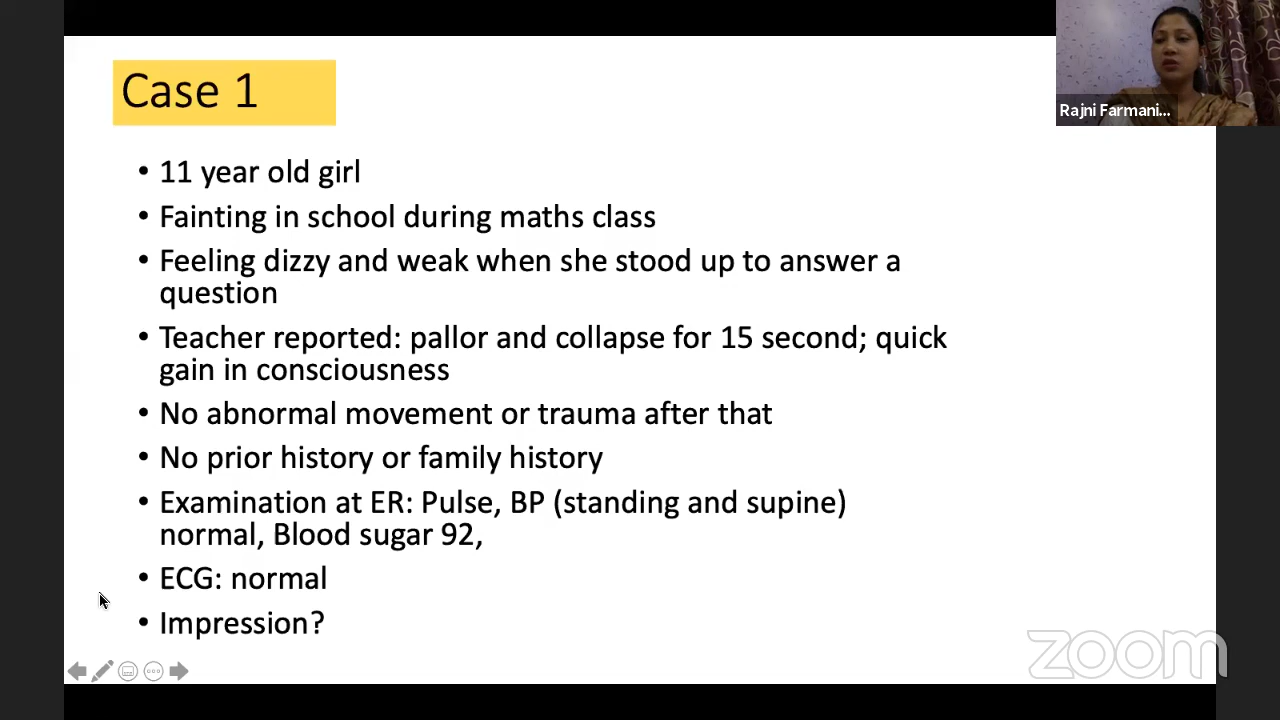 Case 1
• 11 year old girl
• Fainting in school during maths class
• Feeling dizzy and weak when she stood up to answer a
question
• Teacher reported: pallor and collapse for 15 second; quick
gain in consciousness
• No abnormal movement or trauma after that
• No prior history or family history
• Examination at ER: Pulse, BP (standing and supine)
normal, Blood sugar 92,
• ECG: normal
• Impression?
Rajni Farmani...
zoom